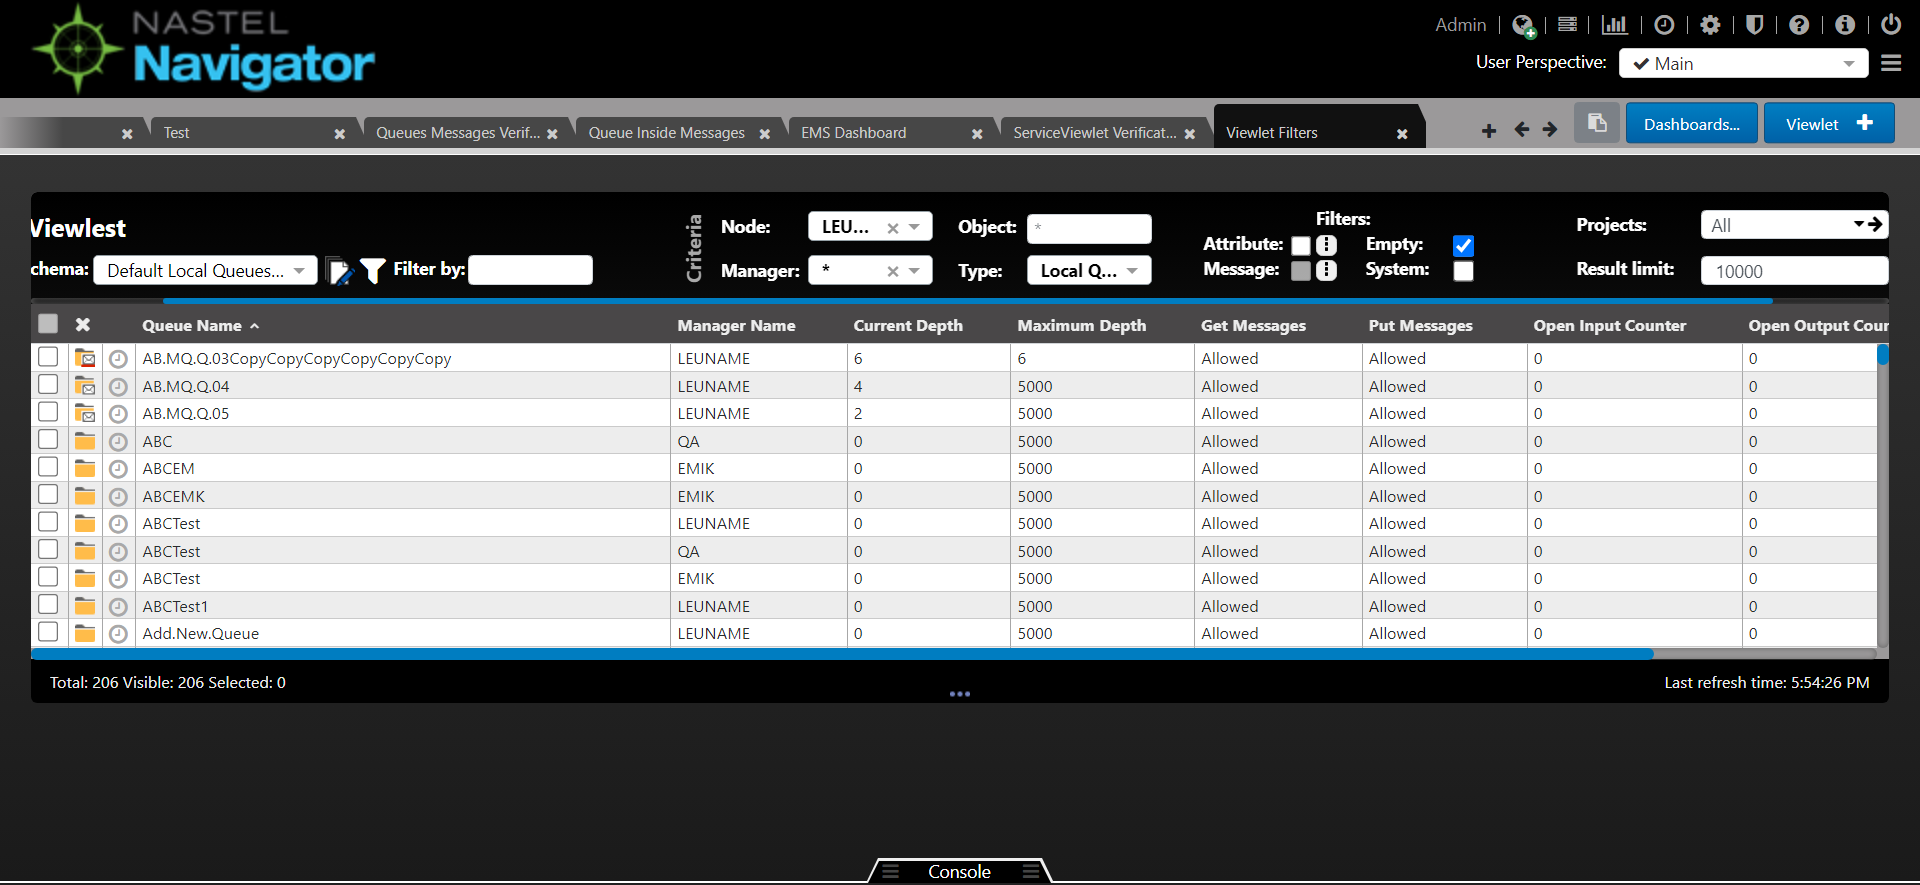 NASTEL
Navigator
Admin
User Perspective: Main
Test
Queues Messages Verif...
Queue Inside Messages
EMS Dashboard
ServiceViewlet Verificat...
Viewlet Filters
Dashboards...
Viewlet
Viewlest
chema: Default Local Queues...
Filter by:
Criteria
Node: LEU...
Manager: *
Object: *
Type: Local Q...
Filters:
Attribute:
Empty:
Message:
System:
Projects: All
Result limit: 10000
Queue Name Manager Name Current Depth Maximum Depth Get Messages Put Messages Open Input Counter Open Output Coun
AB.MQ.Q.03CopyCopyCopyCopyCopyCopy LEUNAME 6 6 Allowed Allowed 0 0
AB.MQ.Q.04 LEUNAME 4 5000 Allowed Allowed 0 0
AB.MQ.Q.05 LEUNAME 2 5000 Allowed Allowed 0 0
ABC QA 0 5000 Allowed Allowed 0 0
ABCEM EMIK 0 5000 Allowed Allowed 0 0
ABCEMK EMIK 0 5000 Allowed Allowed 0 0
ABCTest LEUNAME 0 5000 Allowed Allowed 0 0
ABCTest QA 0 5000 Allowed Allowed 0 0
ABCTest EMIK 0 5000 Allowed Allowed 0 0
ABCTest1 LEUNAME 0 5000 Allowed Allowed 0 0
Add.New.Queue LEUNAME 0 5000 Allowed Allowed 0 0
Total: 206 Visible: 206 Selected: 0
Last refresh time: 5:54:26 PM
Console